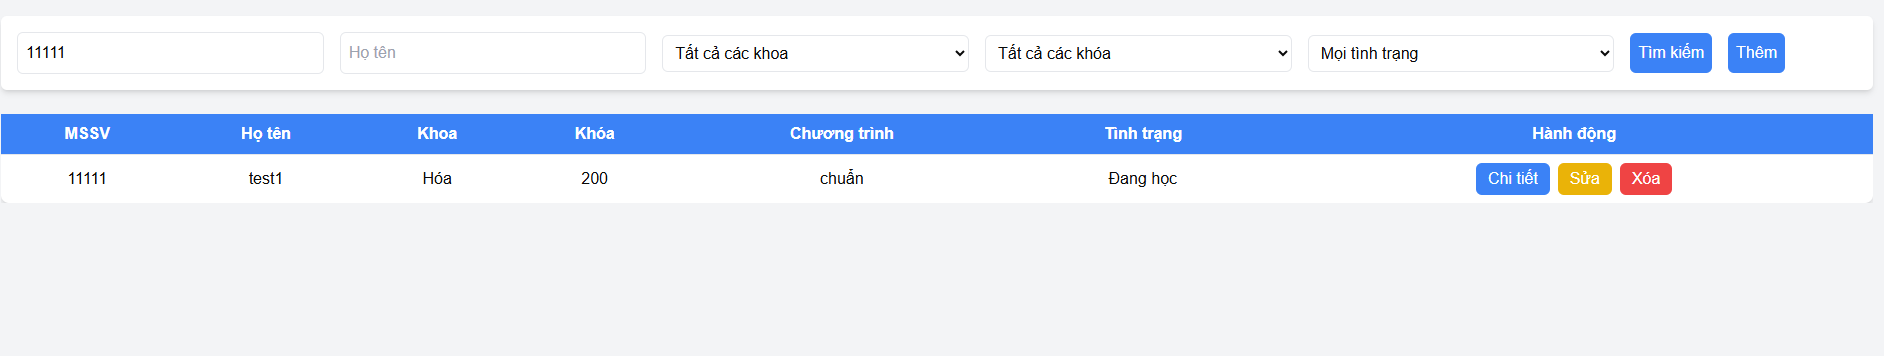 11111 Họ tên Tất cả các khoa Tất cả các khóa Mọi tình trạng Tìm kiếm Thêm
MSSV Họ tên Khoa Khóa Chương trình Tình trạng Hành động
11111 test1 Hóa 200 chuẩn Đang học Chi tiết Sửa Xóa